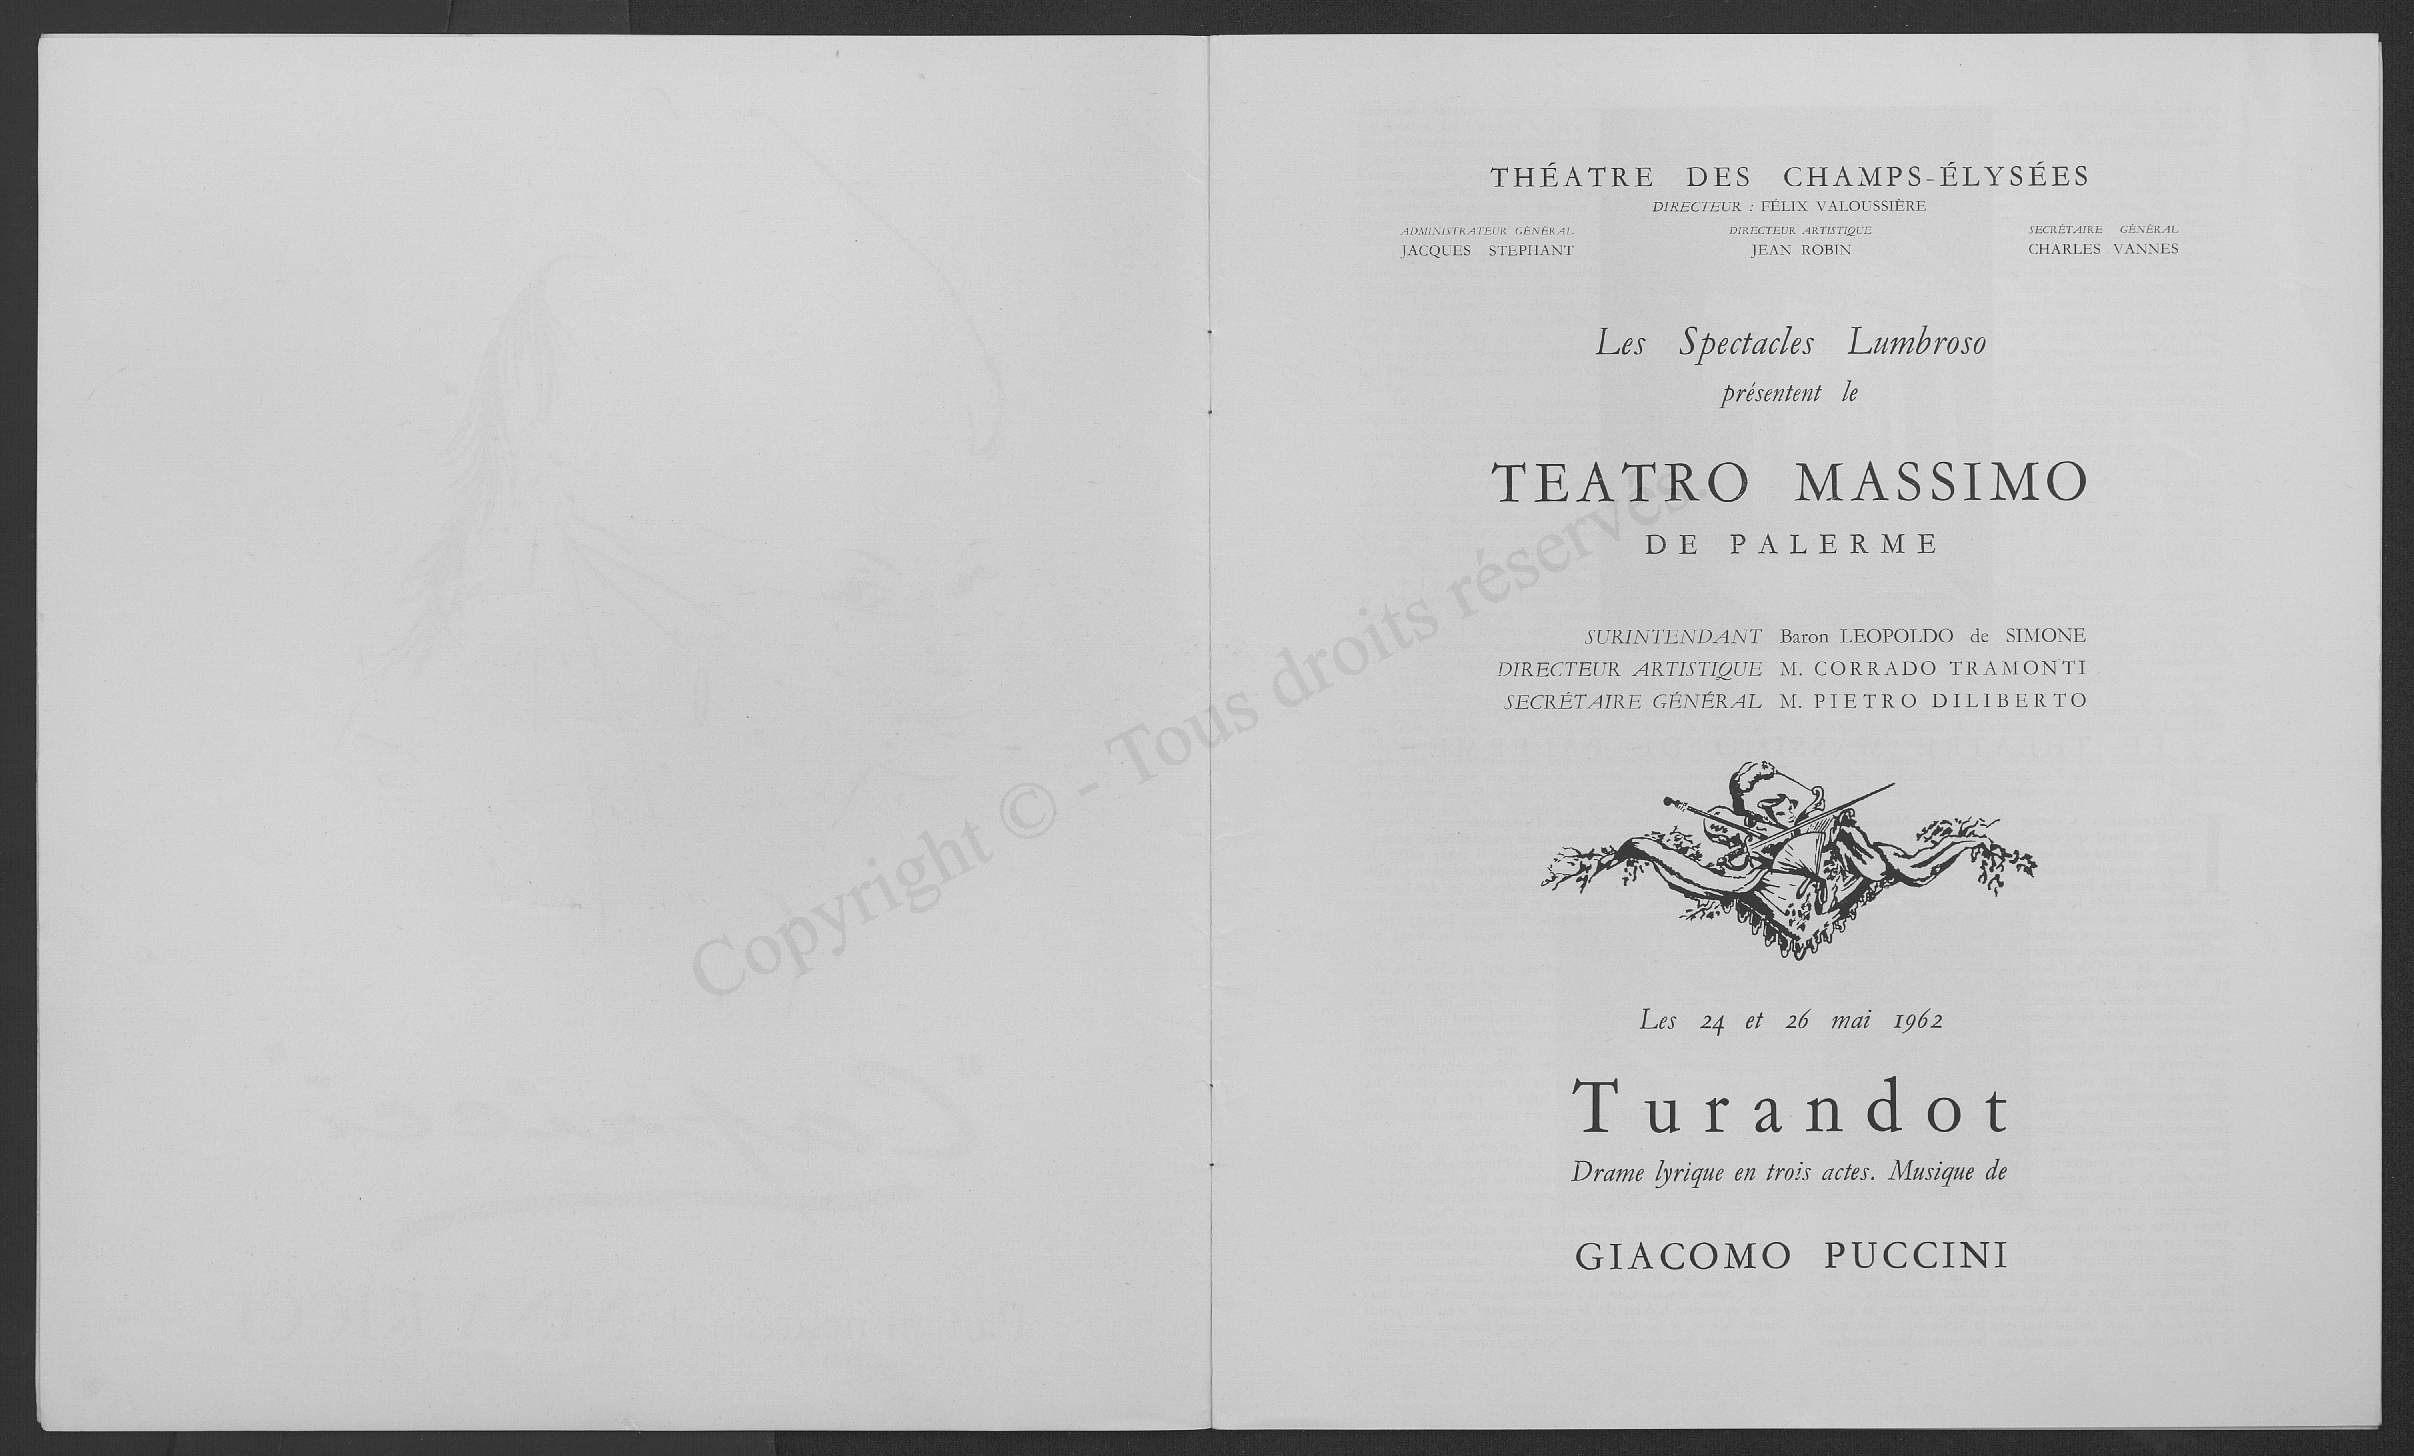 THÉATRE DES CHAMPS-ÉLYSÉES
DIRECTEUR : FÉLIX VALOUSSIÈRE
ADMINISTRATEUR GÉNÉRAL DIRECTEUR ARTISTIQUE SECRÉTAIRE GÉNÉRAL
JACQUES STEPHANT JEAN ROBIN CHARLES VANNES
Les Spectacles Lumbroso
présentent le
TEATRO MASSIMO
DE PALERME
SURINTENDANT Baron LEOPOLDO de SIMONE
DIRECTEUR ARTISTIQUE M. CORRADO TRAMONTI
SECRÉTAIRE GÉNÉRAL M. PIETRO DILIBERTO
Copyright © - Tous droits réservés.
Les 24 et 26 mai 1962
Turandot
Drame lyrique en trois actes. Musique de
GIACOMO PUCCINI